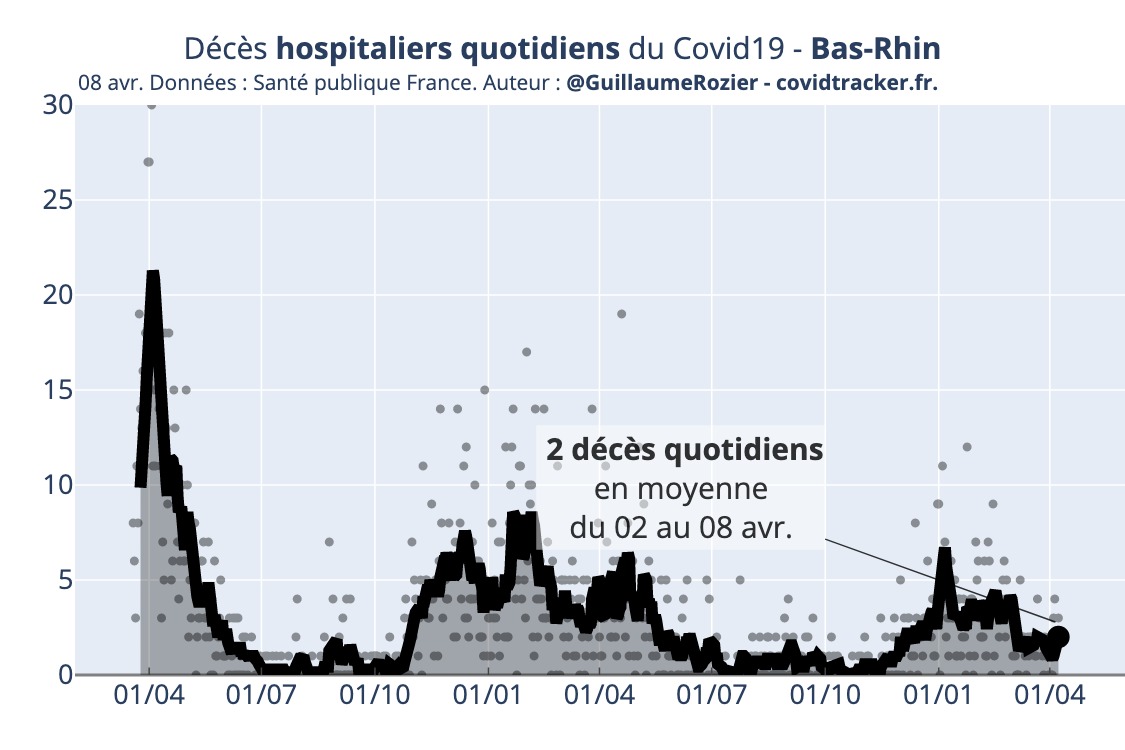 Décès hospitaliers quotidiens du Covid19 - Bas-Rhin
08 avr. Données : Santé publique France. Auteur : @GuillaumeRozier - covidtracker.fr.
30
25
20
15
10
5
0
2 décès quotidiens
en moyenne
du 02 au 08 avr.
01/04 01/07 01/10 01/01 01/04 01/07 01/10 01/01 01/04